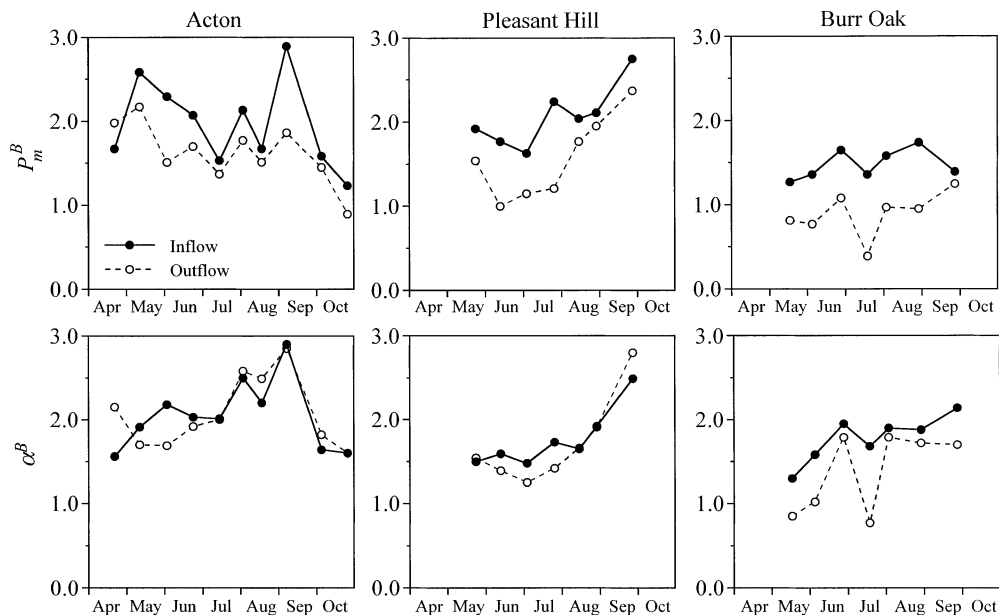 Acton Pleasant Hill Burr Oak
3.0 3.0 3.0
2.0 2.0 2.0
P_m^B
1.0 1.0 1.0
Inflow
Outflow
0.0 0.0 0.0
Apr May Jun Jul Aug Sep Oct Apr May Jun Jul Aug Sep Oct Apr May Jun Jul Aug Sep Oct
3.0 3.0 3.0
2.0 2.0 2.0
α^B
1.0 1.0 1.0
0.0 0.0 0.0
Apr May Jun Jul Aug Sep Oct Apr May Jun Jul Aug Sep Oct Apr May Jun Jul Aug Sep Oct